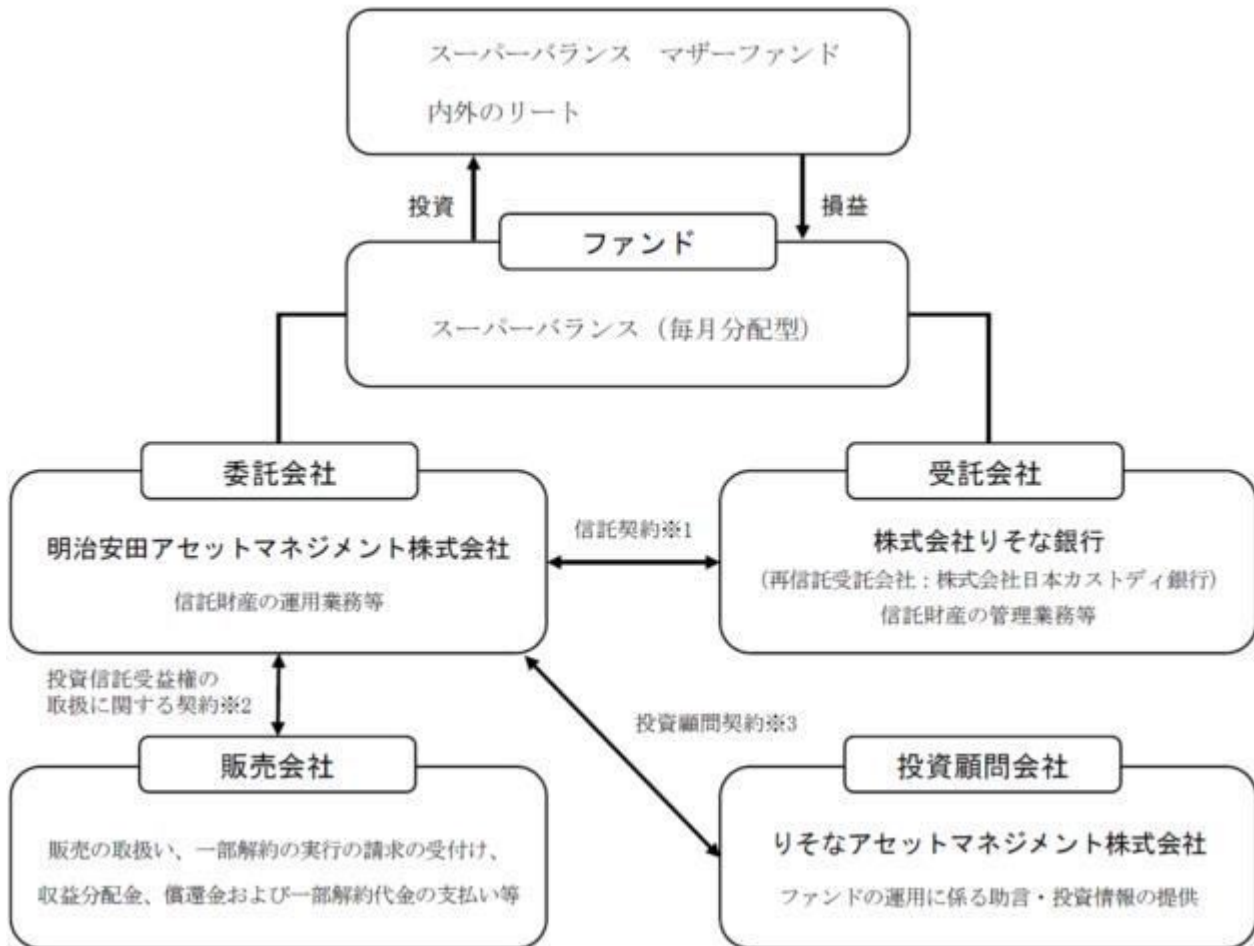 スーパーバランス　マザーファンド
内外のリート
投資
損益
ファンド
スーパーバランス（毎月分配型）
委託会社
明治安田アセットマネジメント株式会社
信託財産の運用業務等
信託契約※1
受託会社
株式会社りそな銀行
(再信託受託会社：株式会社日本カストディ銀行)
信託財産の管理業務等
投資信託受益権の
取扱に関する契約※2
投資顧問契約※3
販売会社
販売の取扱い、一部解約の実行の請求の受付け、
収益分配金、償還金および一部解約代金の支払い等
投資顧問会社
りそなアセットマネジメント株式会社
ファンドの運用に係る助言・投資情報の提供